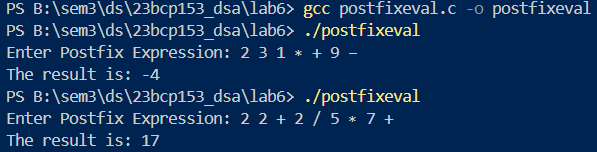 PS B:\sem3\ds\23bcp153_dsa\lab6> gcc postfixeval.c -o postfixeval
PS B:\sem3\ds\23bcp153_dsa\lab6> ./postfixeval
Enter Postfix Expression: 2 3 1 * + 9 -
The result is: -4
PS B:\sem3\ds\23bcp153_dsa\lab6> ./postfixeval
Enter Postfix Expression: 2 2 + 2 / 5 * 7 +
The result is: 17